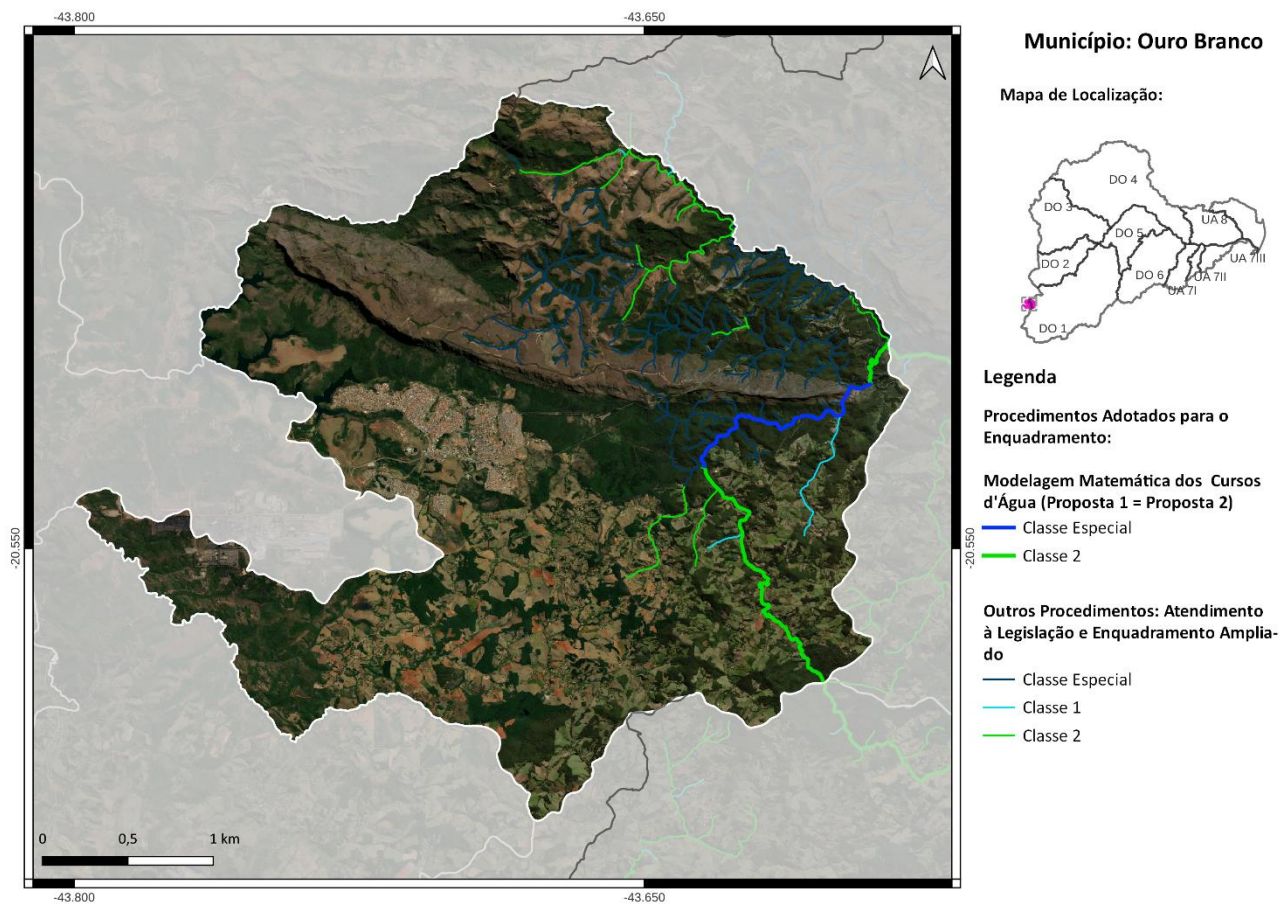 -43.800
-43.650
-20.550
-20.550
0
0,5
1 km
-43.800
-43.650
Município: Ouro Branco
Mapa de Localização:
DO 4
DO 3
UA 8
DO 5
UA 7III
DO 2
DO 6
UA 7II
UA 7I
DO 1
Legenda
Procedimentos Adotados para o
Enquadramento:
Modelagem Matemática dos Cursos
d'Água (Proposta 1 = Proposta 2)
Classe Especial
Classe 2
Outros Procedimentos: Atendimento
à Legislação e Enquadramento Amplia-
do
Classe Especial
Classe 1
Classe 2